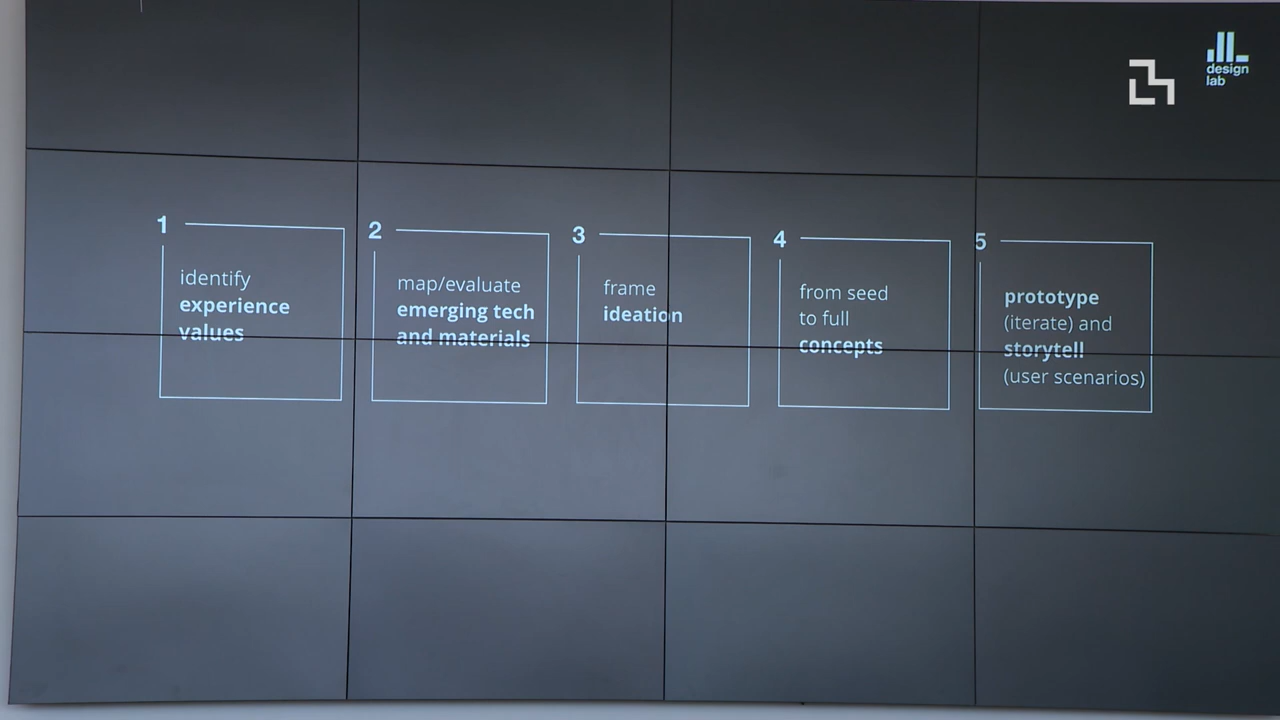 design
lab
1
identify
experience
values
2
map/evaluate
emerging tech
and materials
3
frame
ideation
4
from seed
to full
concepts
5
prototype
(iterate) and
storytell
(user scenarios)